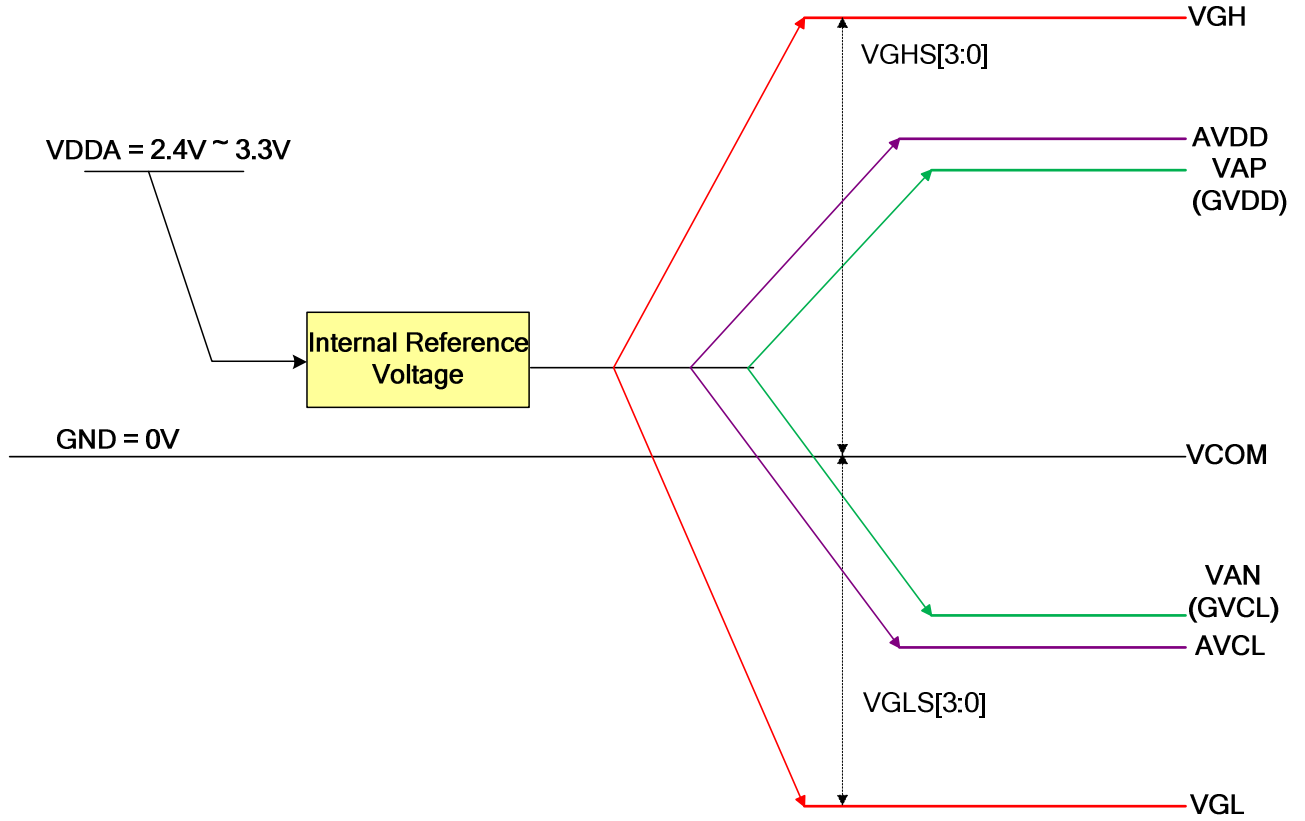 VGH
VGHS[3:0]
AVDD
VDDA = 2.4V ~ 3.3V
VAP
(GVDD)
Internal Reference
Voltage
GND = 0V
VCOM
VAN
(GVCL)
AVCL
VGLS[3:0]
VGL